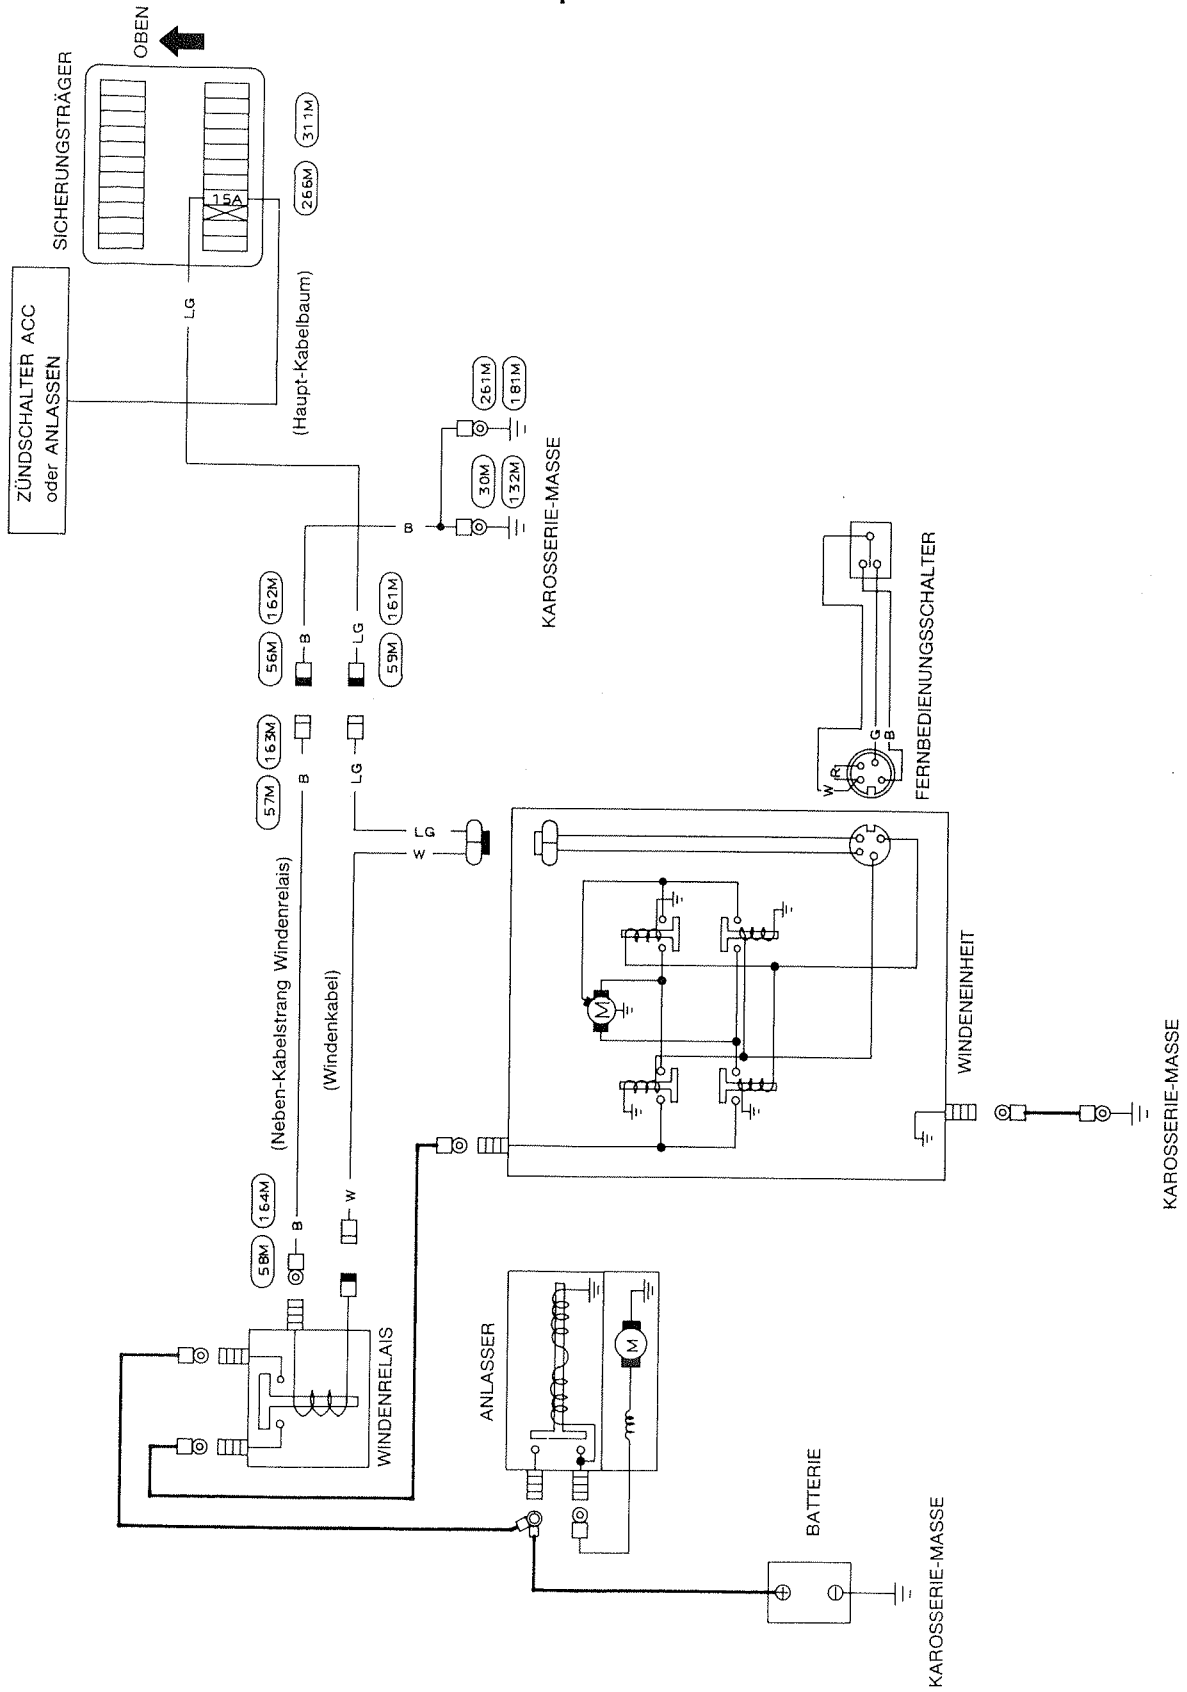 OBEN
SICHERUNGSTRÄGER
15A
311M
266M
ZÜNDSCHALTER ACC
oder ANLASSEN
LG
(Haupt-Kabelbaum)
261M
181M
30M
132M
KAROSSERIE-MASSE
B
162M
56M
B
LG
161M
59M
163M
57M
B
LG
LG
W
FERNBEDIENUNGSSCHALTER
G
B
R
W
(Neben-Kabelstrang Windenrelais)
(Windenkabel)
M
WINDENEINHEIT
KAROSSERIE-MASSE
164M
58M
B
W
WINDENRELAIS
ANLASSER
M
BATTERIE
KAROSSERIE-MASSE